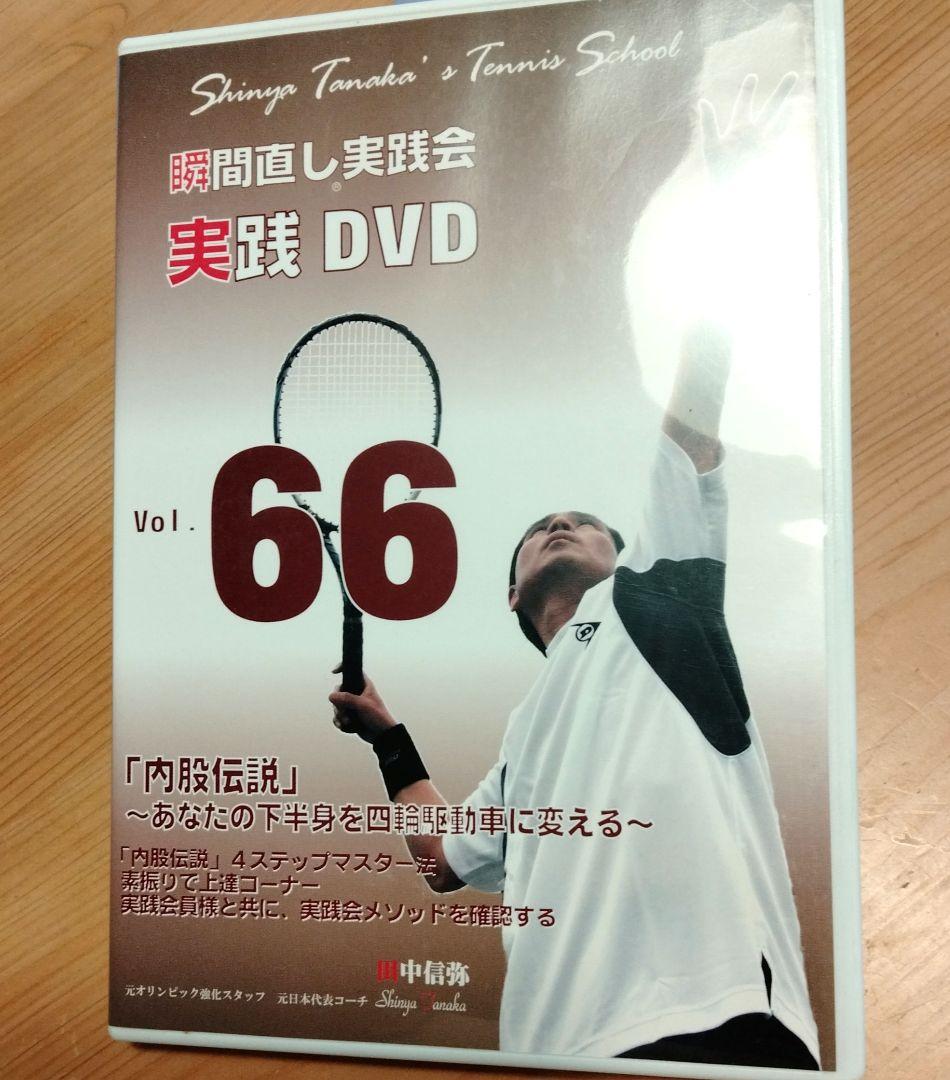 Shinya Tanaka's Tennis School
瞬間直し実践会®
実践 DVD
Vol. 66
「内股伝説」
～あなたの下半身を四輪駆動車に変える～
「内股伝説」4ステップマスター法
素振りで上達コーナー
実践会員様と共に、実践会メソッドを確認する
田中信弥
元オリンピック強化スタッフ 元日本代表コーチ Shinya Tanaka